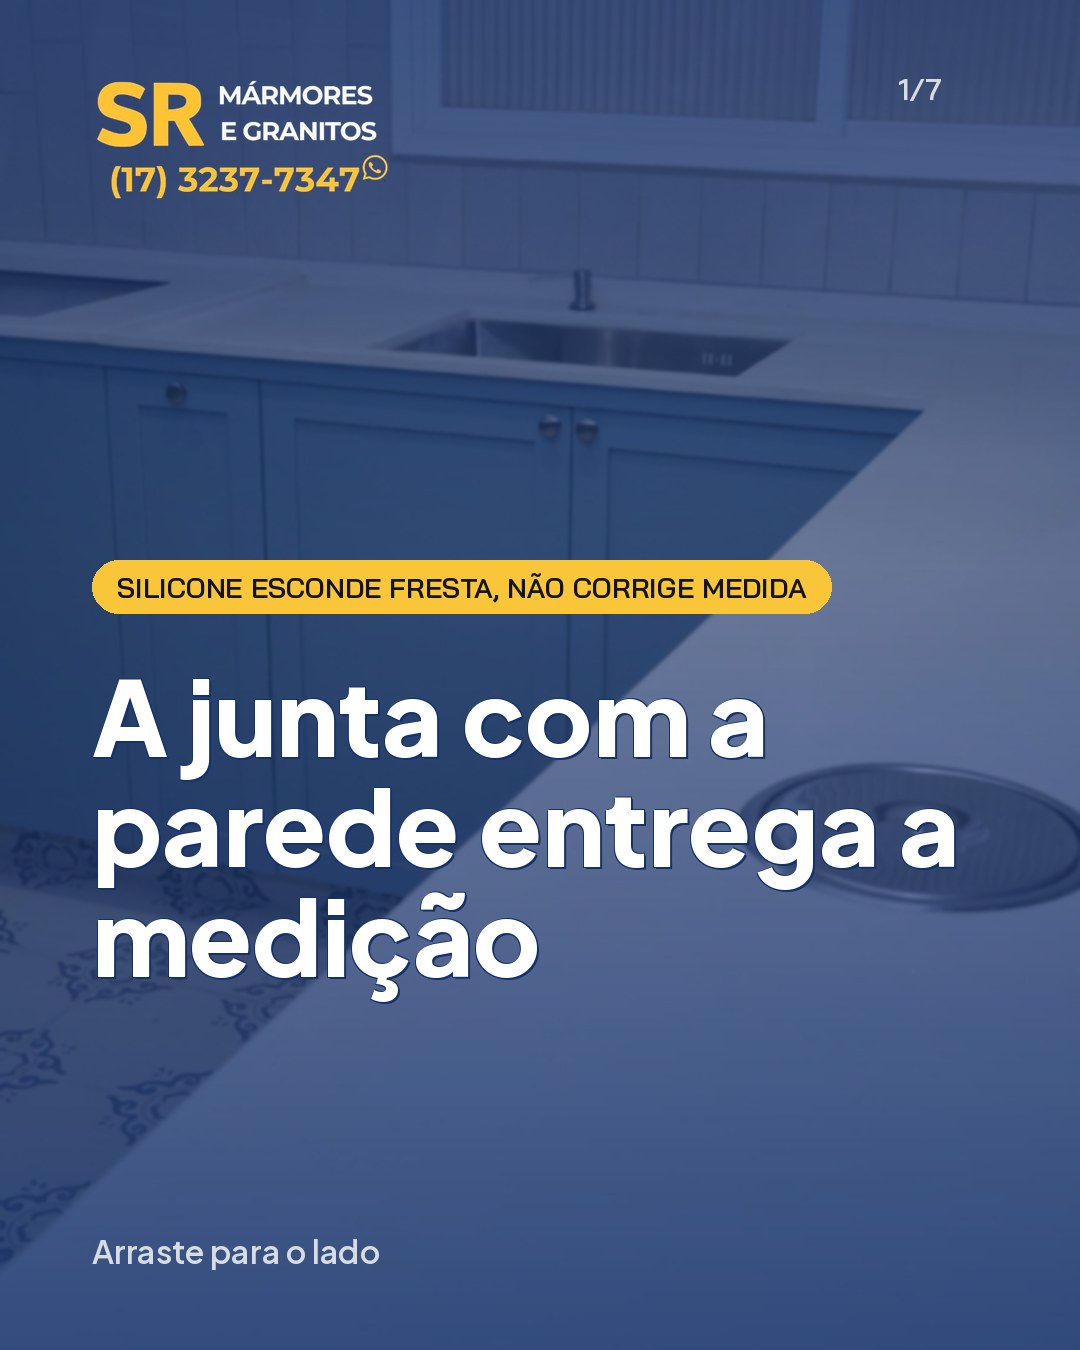 SR MÁRMORES
E GRANITOS
(17) 3237-7347
1/7
SILICONE ESCONDE FRESTA, NÃO CORRIGE MEDIDA
A junta com a
parede entrega a
medição
Arraste para o lado